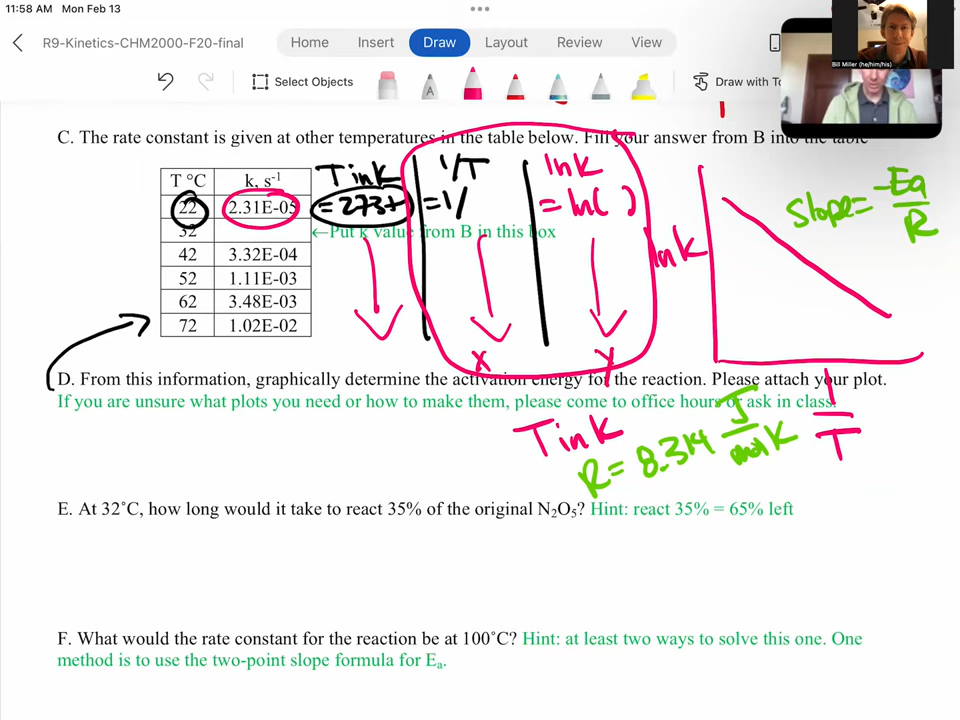 11:58 AM Mon Feb 13
R9-Kinetics-CHM2000-F20-final
Home Insert Draw Layout Review View
Bill Miller (he/him/his)
A
Select Objects
Draw with
C. The rate constant is given at other temperatures in the table below. Fill your answer from B into the table
T °C k, s-1
T in K 1/T ln k
22 2.31E-05 = 273+ = 1/ = ln( )
32 ←Put k value from B in this box
42 3.32E-04
52 1.11E-03
62 3.48E-03
72 1.02E-02
x y
ln k
Slope = -Ea/R
D. From this information, graphically determine the activation energy for the reaction. Please attach your plot.
If you are unsure what plots you need or how to make them, please come to office hours or ask in class.
1/T
T in K
R = 8.314 J/mol K
E. At 32˚C, how long would it take to react 35% of the original N2O5? Hint: react 35% = 65% left
F. What would the rate constant for the reaction be at 100˚C? Hint: at least two ways to solve this one. One
method is to use the two-point slope formula for Ea.